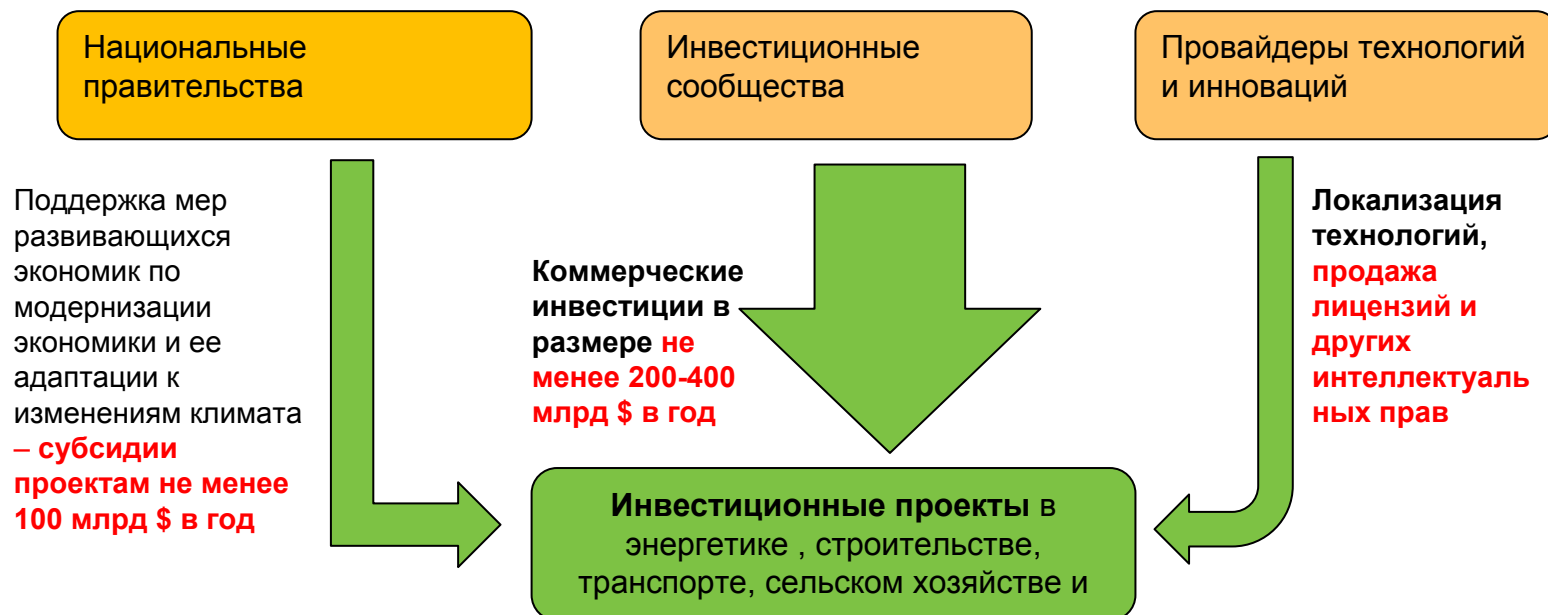 Национальные
правительства
Инвестиционные
сообщества
Провайдеры технологий
и инноваций
Поддержка мер
развивающихся
экономик по
модернизации
экономики и ее
адаптации к
изменениям климата
– субсидии
проектам не менее
100 млрд $ в год
Коммерческие
инвестиции в
размере не
менее 200-400
млрд $ в год
Локализация
технологий,
продажа
лицензий и
других
интеллектуаль
ных прав
Инвестиционные проекты в
энергетике , строительстве,
транспорте, сельском хозяйстве и